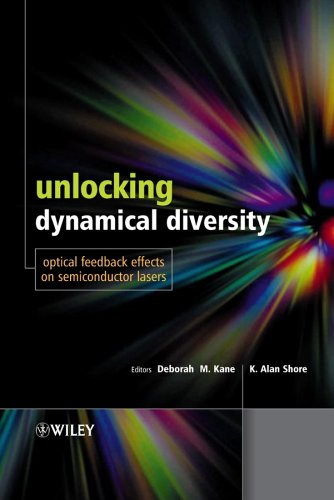 unlocking
dynamical diversity
optical feedback effects
on semiconductor lasers
Editors Deborah M. Kane K. Alan Shore
WILEY